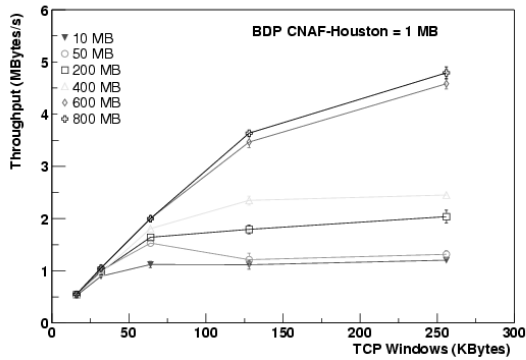 BDP CNAF-Houston = 1 MB
10 MB
50 MB
200 MB
400 MB
600 MB
800 MB
Throughput (MBytes/s)
6
5
4
3
2
1
0
0 50 100 150 200 250 300
TCP Windows (KBytes)